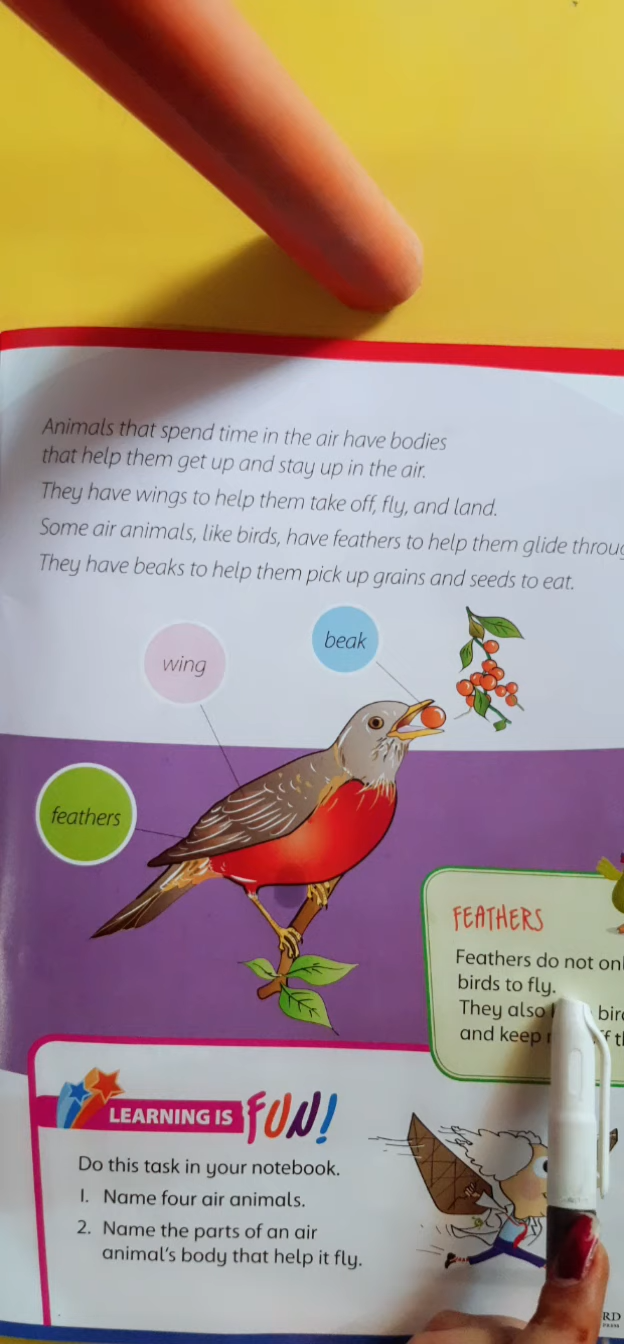 Animals that spend time in the air have bodies
that help them get up and stay up in the air.
They have wings to help them take off, fly, and land.
Some air animals, like birds, have feathers to help them glide
They have beaks to help them pick up grains and seeds to eat.
beak
wing
feathers
FEATHERS
Feathers do not
birds to fly.
They also
and keep
LEARNING IS FUN!
Do this task in your notebook.
1. Name four air animals.
2. Name the parts of an air
animal's body that help it fly.